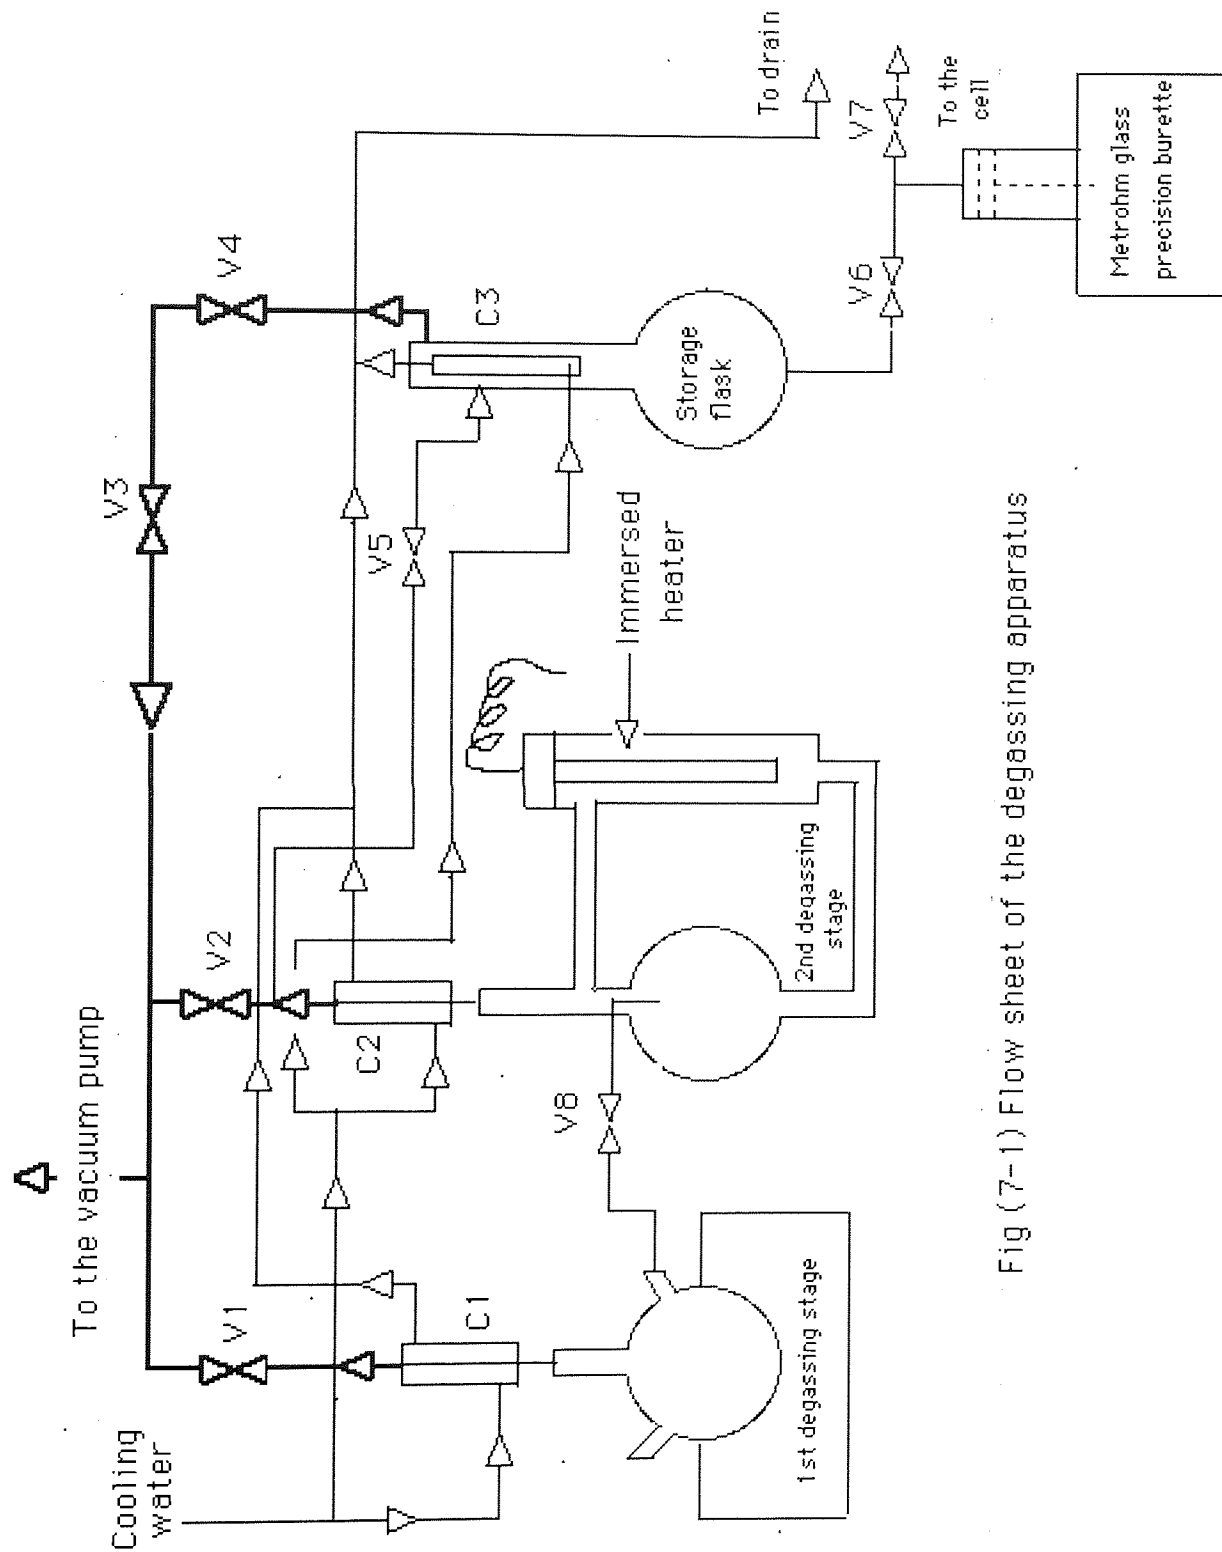 To the vacuum pump
Cooling
water
V1
V2
V3
V4
C1
C2
C3
V5
V8
Storage
flask
V6
V7
To drain
To the
cell
Immersed
heater
1st degassing stage
2nd degassing
stage
Metrohm glass
precision burette
Fig (7-1) Flow sheet of the degassing apparatus